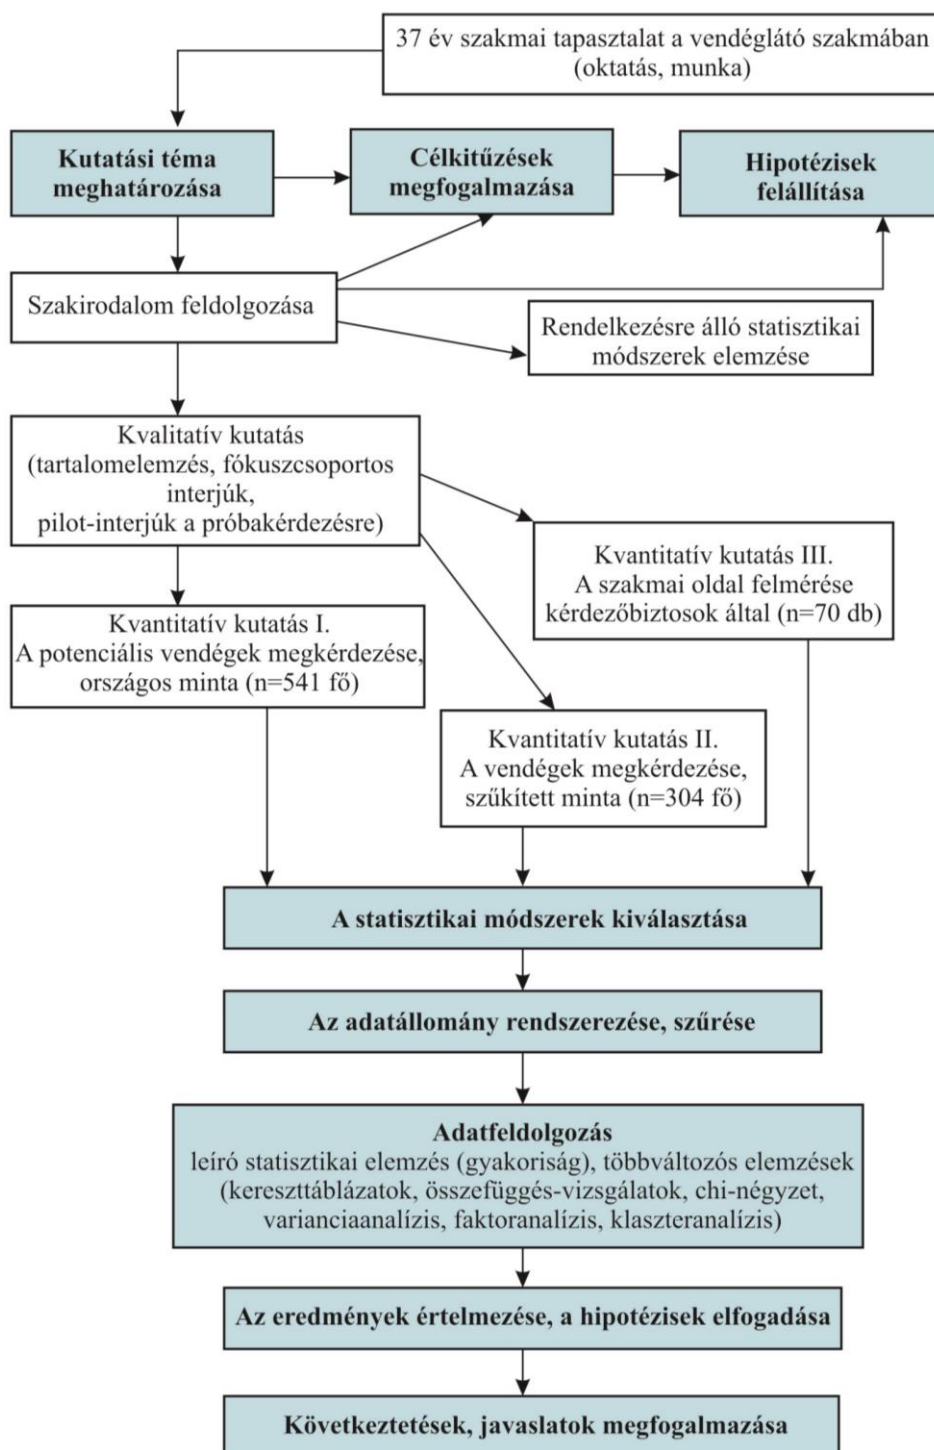 37 év szakmai tapasztalat a vendéglátó szakmában
(oktatás, munka)
Kutatási téma
meghatározása
Célkitűzések
megfogalmazása
Hipotézisek
felállítása
Szakirodalom feldolgozása
Rendelkezésre álló statisztikai
módszerek elemzése
Kvalitatív kutatás
(tartalomelemzés, fókuszcsoportos
interjúk,
pilot-interjúk a próbakérdezésre)
Kvantitatív kutatás III.
A szakmai oldal felmérése
kérdezőbiztosok által (n=70 db)
Kvantitatív kutatás I.
A potenciális vendégek megkérdezése,
országos minta (n=541 fő)
Kvantitatív kutatás II.
A vendégek megkérdezése,
szűkített minta (n=304 fő)
A statisztikai módszerek kiválasztása
Az adatállomány rendszerezése, szűrése
Adatfeldolgozás
leíró statisztikai elemzés (gyakoriság), többváltozós elemzések
(kereszttáblázatok, összefüggés-vizsgálatok, chi-négyzet,
varianciaanalízis, faktoranalízis, klaszteranalízis)
Az eredmények értelmezése, a hipotézisek elfogadása
Következtetések, javaslatok megfogalmazása